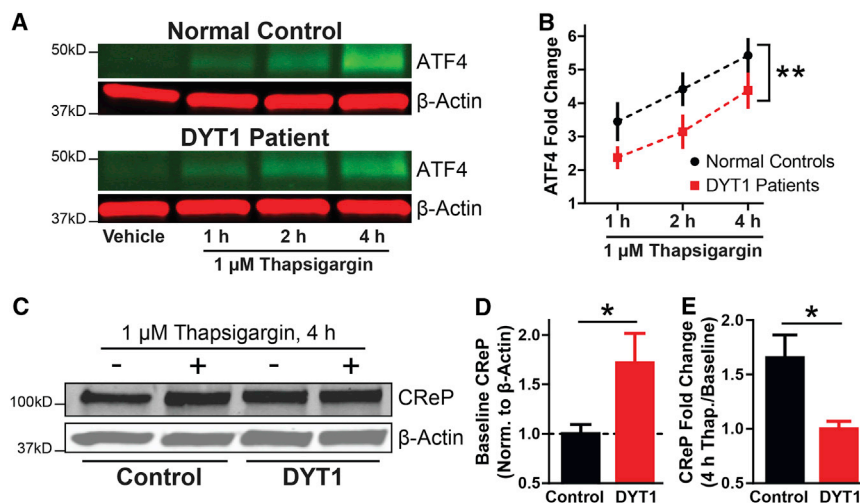 A
Normal Control
50kD
ATF4
β-Actin
37kD
DYT1 Patient
50kD
ATF4
β-Actin
37kD
Vehicle 1 h 2 h 4 h
1 µM Thapsigargin
B
ATF4 Fold Change
6
5
4
3
2
1
**
Normal Controls
DYT1 Patients
1 h 2 h 4 h
1 µM Thapsigargin
C
1 µM Thapsigargin, 4 h
- + - +
100kD
CReP
β-Actin
37kD
Control DYT1
D
Baseline CReP
(Norm. to β-Actin)
2.0
1.5
1.0
0.5
*
Control DYT1
E
CReP Fold Change
(4 h Thap./Baseline)
2.0
1.5
1.0
0.5
*
Control DYT1